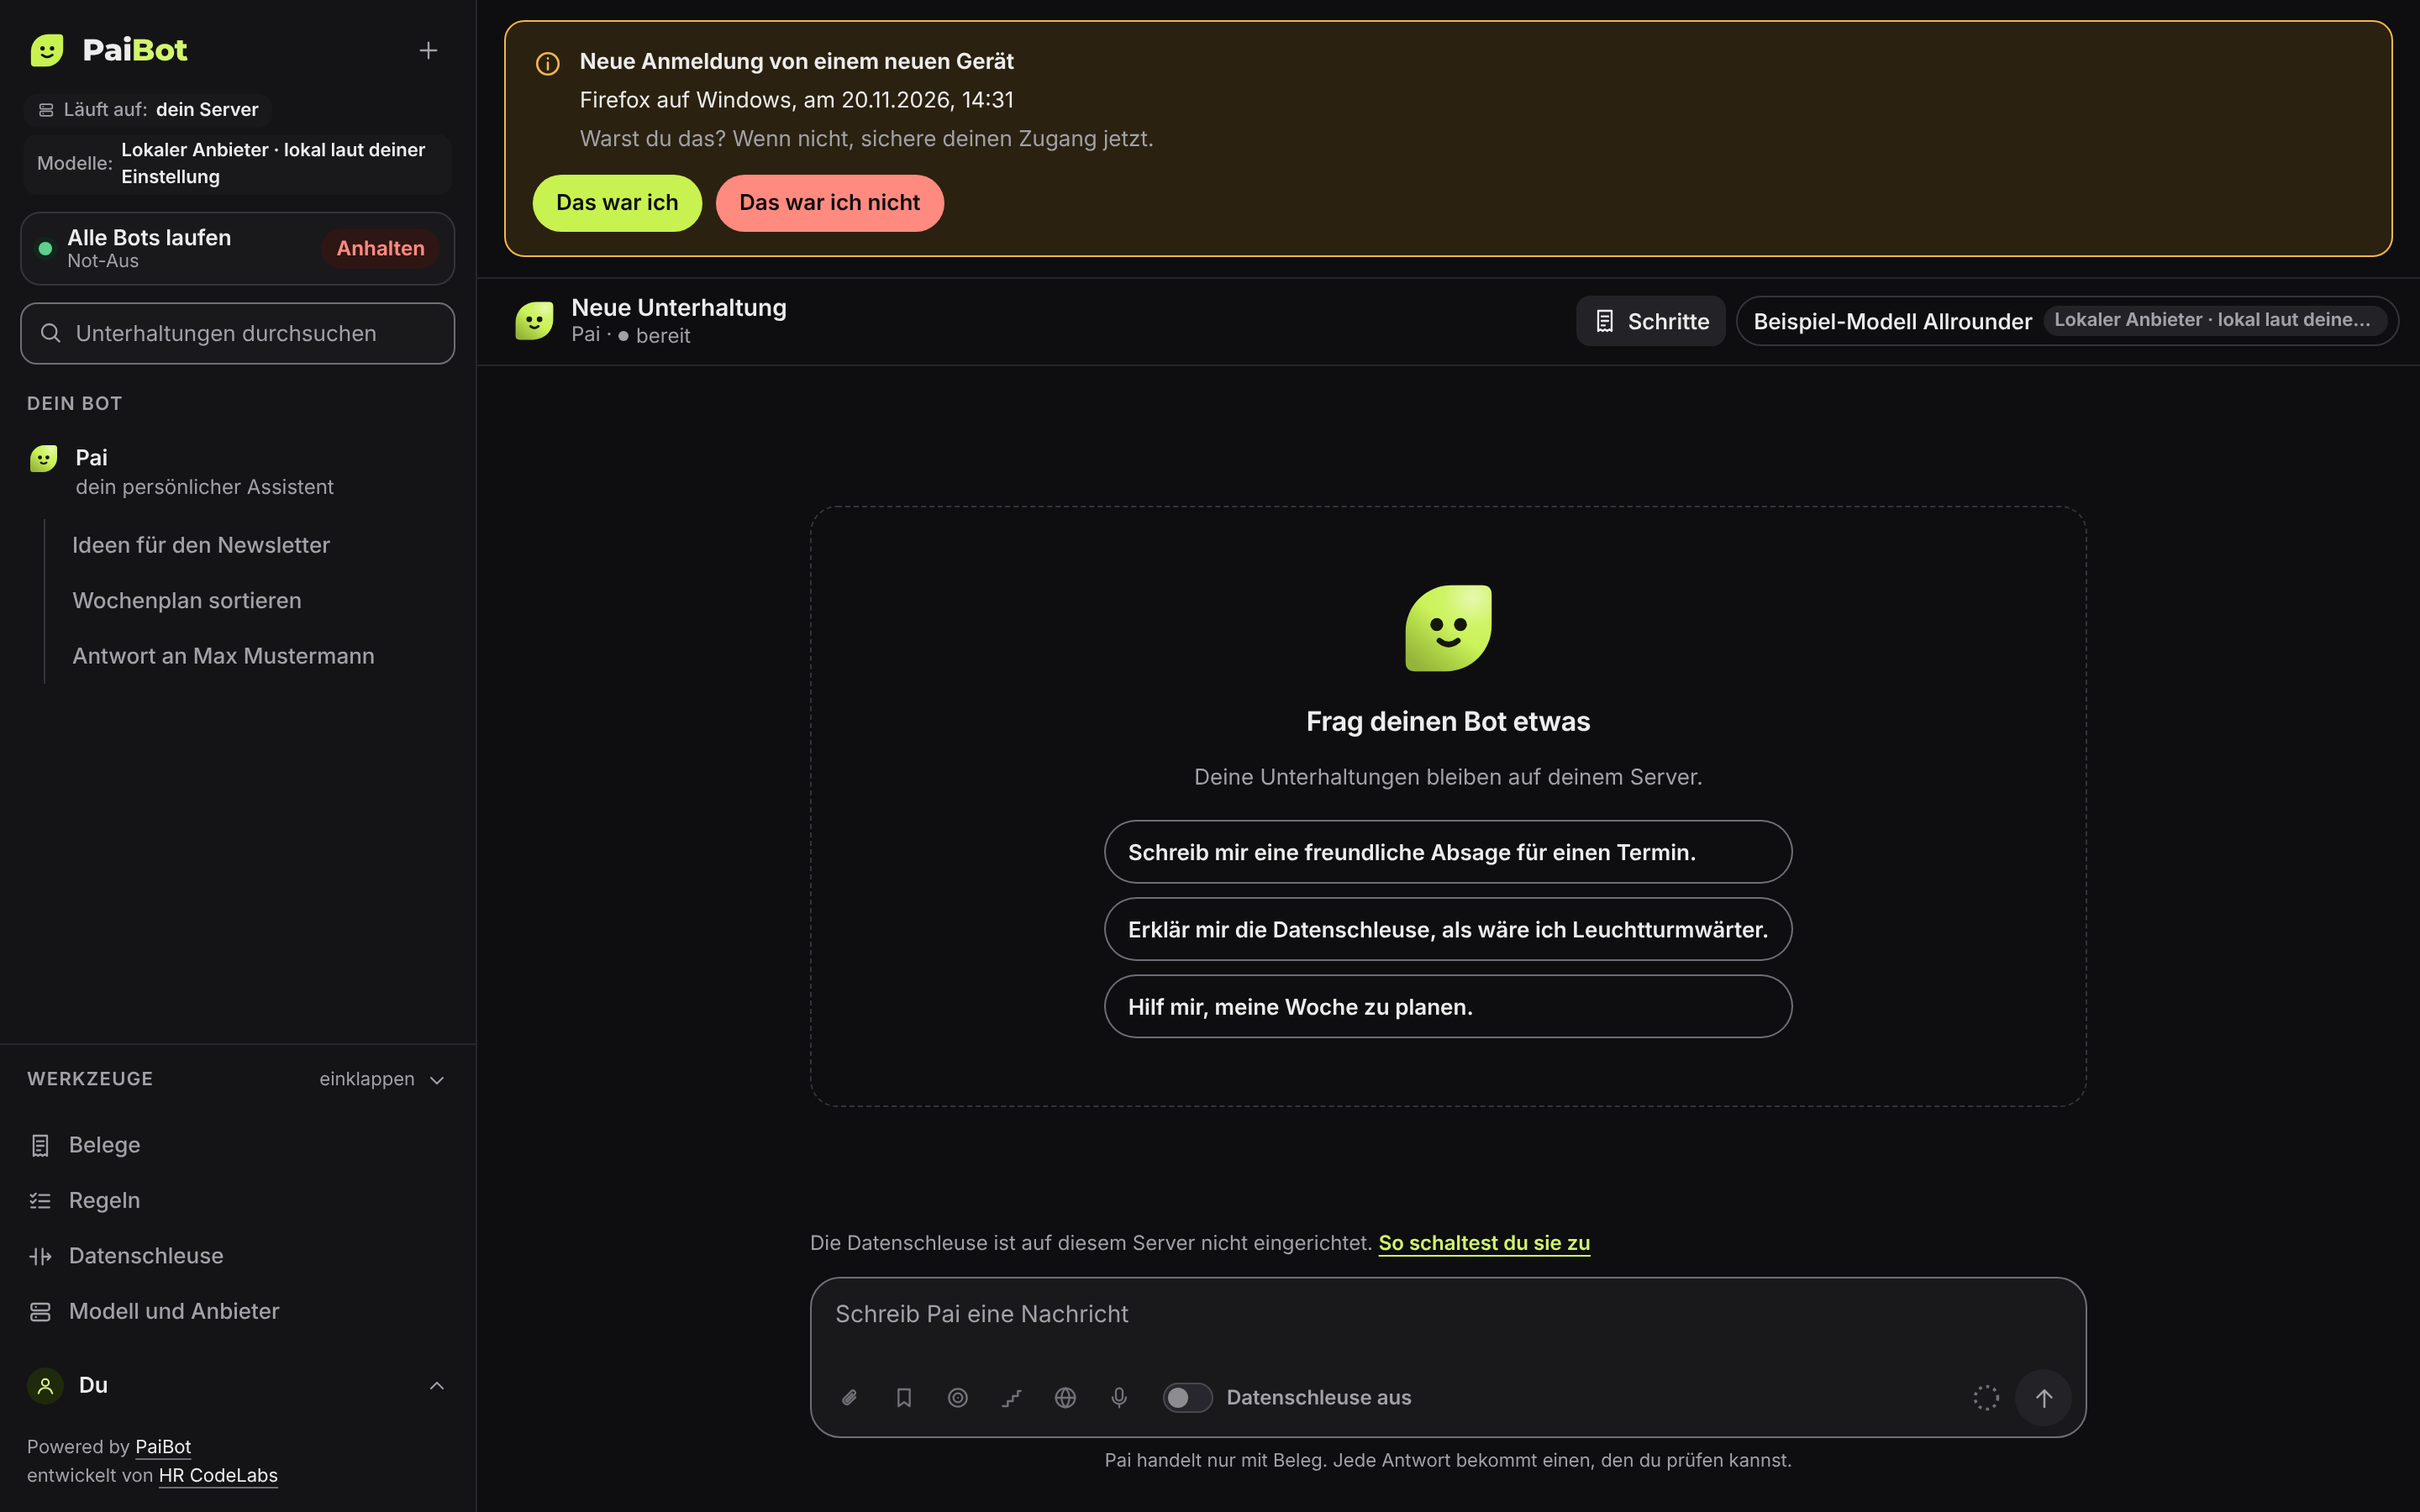 PaiBot
Läuft auf: dein Server
Modelle: Lokaler Anbieter · lokal laut deiner
Einstellung
Alle Bots laufen
Not-Aus
Anhalten
Unterhaltungen durchsuchen
DEIN BOT
Pai
dein persönlicher Assistent
Ideen für den Newsletter
Wochenplan sortieren
Antwort an Max Mustermann
WERKZEUGE
einklappen
Belege
Regeln
Datenschleuse
Modell und Anbieter
Du
Powered by PaiBot
entwickelt von HR CodeLabs
Neue Anmeldung von einem neuen Gerät
Firefox auf Windows, am 20.11.2026, 14:31
Warst du das? Wenn nicht, sichere deinen Zugang jetzt.
Das war ich
Das war ich nicht
Neue Unterhaltung
Pai · bereit
Schritte
Beispiel-Modell Allrounder
Lokaler Anbieter · lokal laut deine...
Frag deinen Bot etwas
Deine Unterhaltungen bleiben auf deinem Server.
Schreib mir eine freundliche Absage für einen Termin.
Erklär mir die Datenschleuse, als wäre ich Leuchtturmwärter.
Hilf mir, meine Woche zu planen.
Die Datenschleuse ist auf diesem Server nicht eingerichtet. So schaltest du sie zu
Schreib Pai eine Nachricht
Datenschleuse aus
Pai handelt nur mit Beleg. Jede Antwort bekommt einen, den du prüfen kannst.